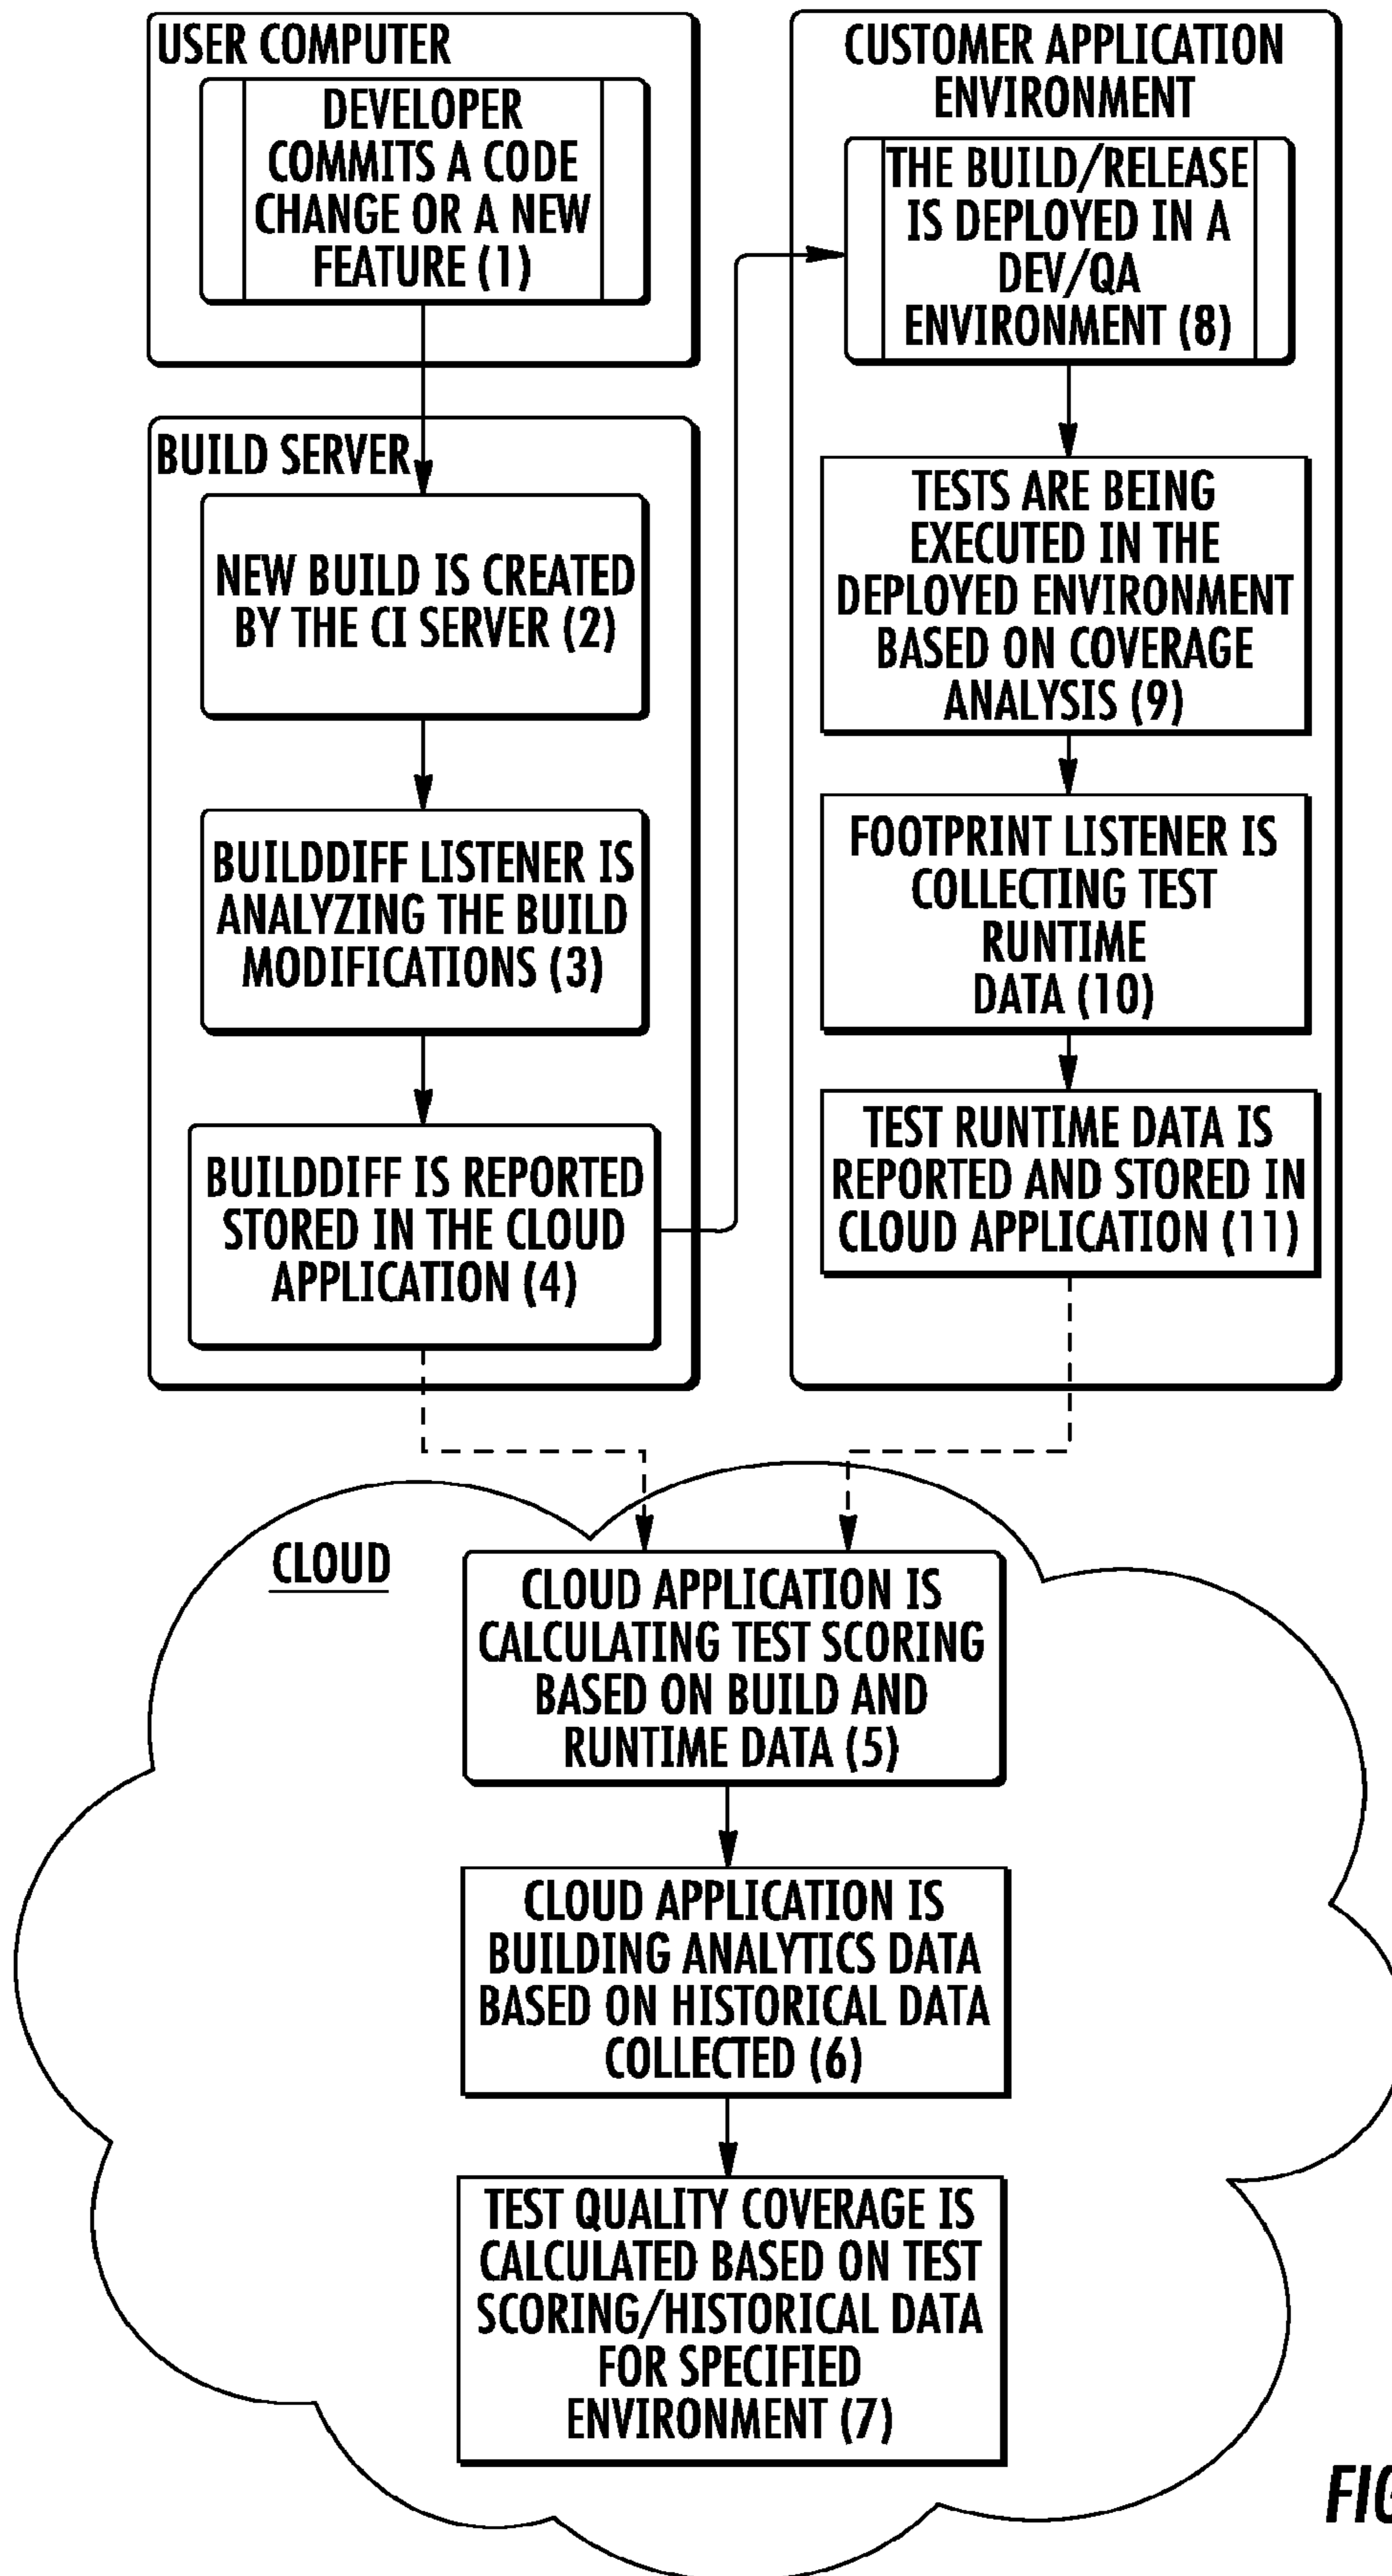 USER COMPUTER
DEVELOPER
COMMITS A CODE
CHANGE OR A NEW
FEATURE (1)
BUILD SERVER
NEW BUILD IS CREATED
BY THE CI SERVER (2)
BUILDDIFF LISTENER IS
ANALYZING THE BUILD
MODIFICATIONS (3)
BUILDDIFF IS REPORTED
STORED IN THE CLOUD
APPLICATION (4)
CUSTOMER APPLICATION
ENVIRONMENT
THE BUILD/RELEASE
IS DEPLOYED IN A
DEV/QA
ENVIRONMENT (8)
TESTS ARE BEING
EXECUTED IN THE
DEPLOYED ENVIRONMENT
BASED ON COVERAGE
ANALYSIS (9)
FOOTPRINT LISTENER IS
COLLECTING TEST
RUNTIME
DATA (10)
TEST RUNTIME DATA IS
REPORTED AND STORED IN
CLOUD APPLICATION (11)
CLOUD
CLOUD APPLICATION IS
CALCULATING TEST SCORING
BASED ON BUILD AND
RUNTIME DATA (5)
CLOUD APPLICATION IS
BUILDING ANALYTICS DATA
BASED ON HISTORICAL DATA
COLLECTED (6)
TEST QUALITY COVERAGE IS
CALCULATED BASED ON TEST
SCORING/HISTORICAL DATA
FOR SPECIFIED
ENVIRONMENT (7)